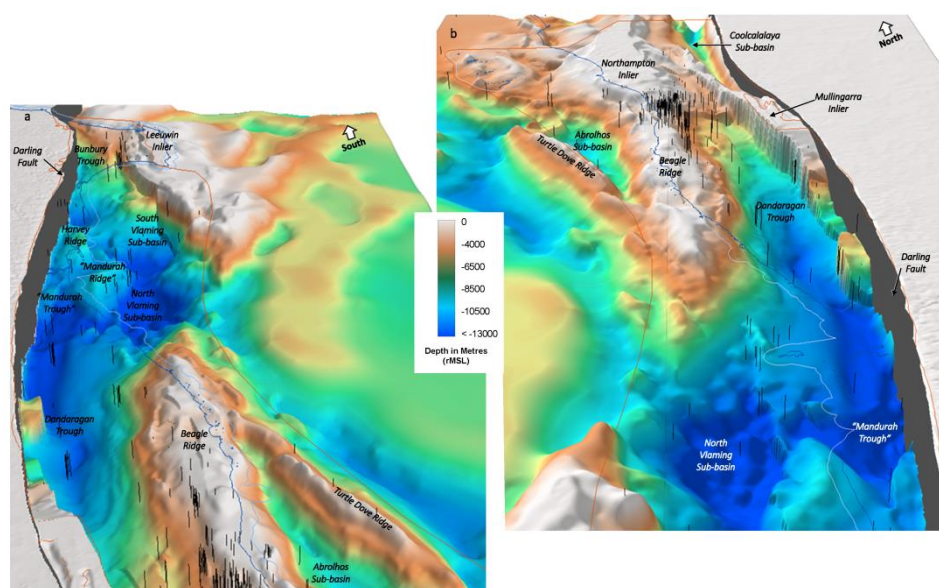 a
South
Darling
Fault
Bunbury
Trough
Leeuwin
Inlier
Harvey
Ridge
South
Vlaming
Sub-basin
"Mandurah
Ridge"
"Mandurah
Trough"
North
Vlaming
Sub-basin
Dandaragan
Trough
Beagle
Ridge
Turtle Dove Ridge
Abrolhos
Sub-basin
0
-4000
-6500
-8500
-10500
< -13000
Depth in Metres
(rMSL)
b
North
Coolcalalaya
Sub-basin
Northampton
Inlier
Mullingarra
Inlier
Abrolhos
Sub-basin
Turtle Dove Ridge
Beagle
Ridge
Dandaragan
Trough
Darling
Fault
North
Vlaming
Sub-basin
"Mandurah
Trough"